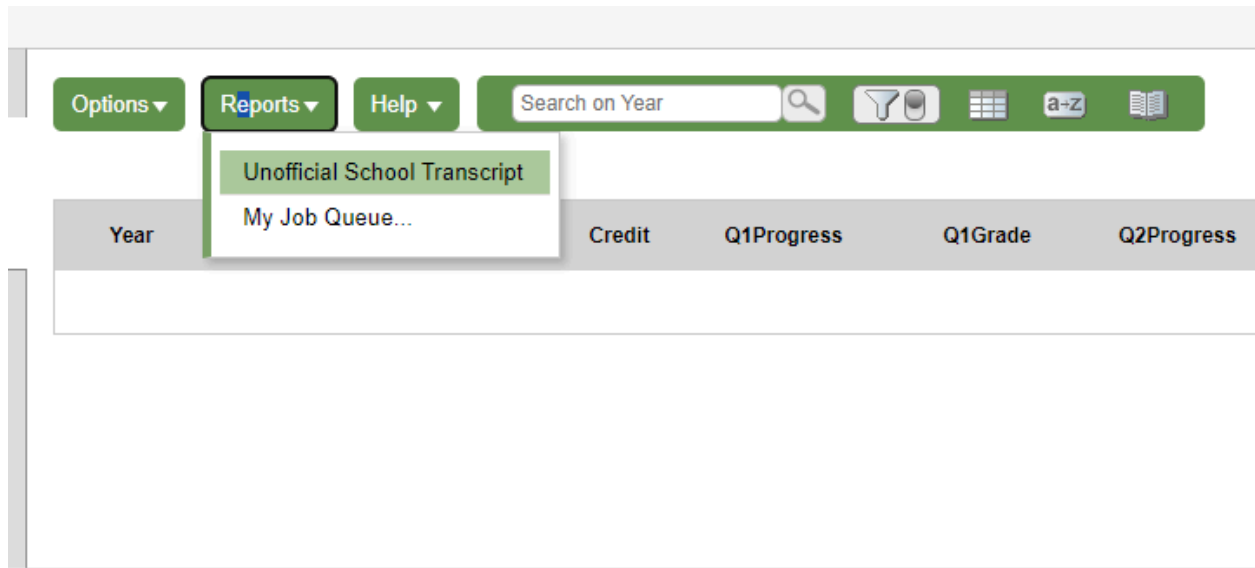 Options Reports Help Search on Year a-z
Unofficial School Transcript
My Job Queue...
Year Credit Q1Progress Q1Grade Q2Progress